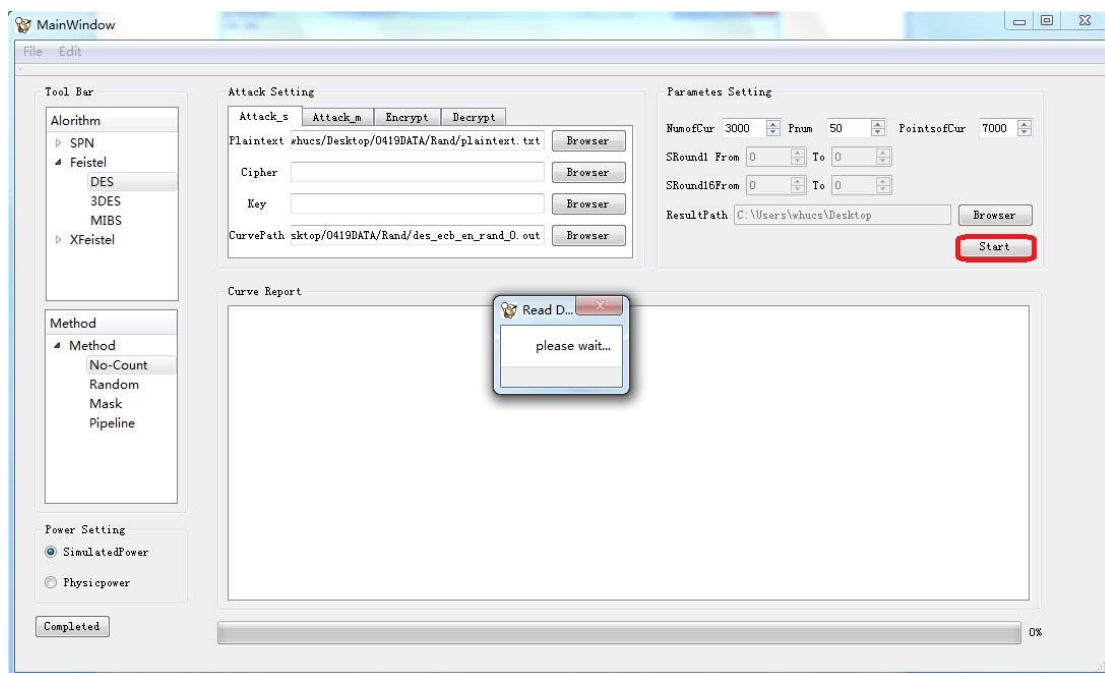 MainWindow
File Edit
Tool Bar
Alorithm
SPN
Feistel
DES
3DES
MIBS
XFeistel
Method
Method
No-Count
Random
Mask
Pipeline
Power Setting
SimulatedPower
Physicpower
Completed
Attack Setting
Attack_s Attack_m Encrypt Decrypt
Plaintext whucs/Desktop/0419DATA/Rand/plaintext.txt Browser
Cipher Browser
Key Browser
CurvePath sktop/0419DATA/Rand/des_ecb_en_rand_0.out Browser
Parametes Setting
NumofCur 3000 Pnum 50 PointsofCur 7000
SRound1 From 0 To 0
SRound16From 0 To 0
ResultPath C:\Users\whucs\Desktop Browser
Start
Curve Report
Read D...
please wait...
0%